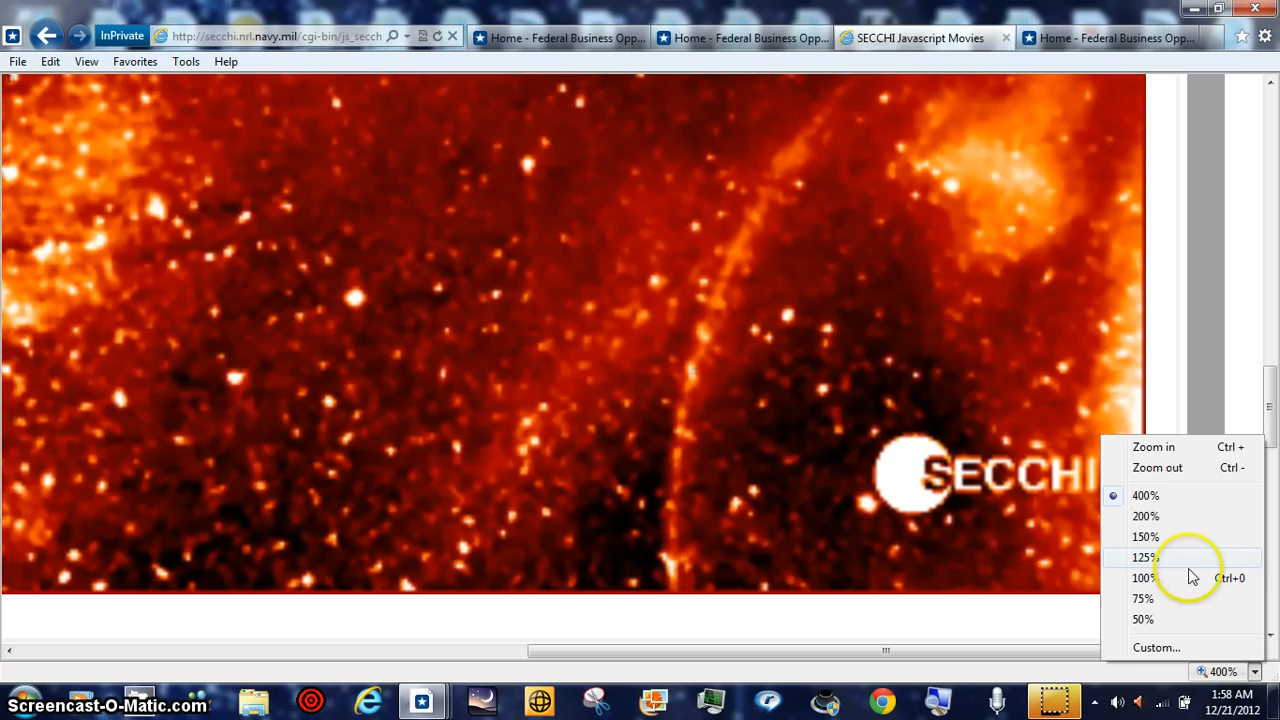 InPrivate
http://secchi.nrl.navy.mil/cgi-bin/js_secch
Home - Federal Business Opp...
Home - Federal Business Opp...
SECCHI Javascript Movies
Home - Federal Business Opp...
File Edit View Favorites Tools Help
SECCHI
Zoom in Ctrl +
Zoom out Ctrl -
400%
200%
150%
125%
100% Ctrl+0
75%
50%
Custom...
400%
Screencast-O-Matic.com
1:58 AM
12/21/2012